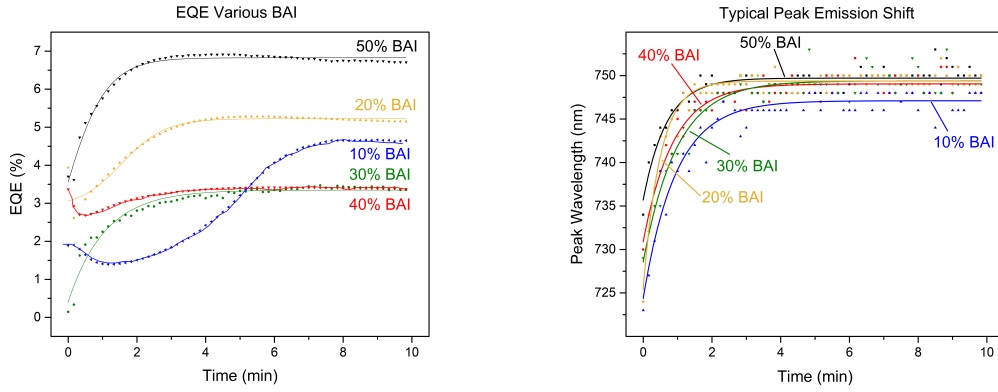 EQE Various BAI
EQE (%)
7
6
5
4
3
2
1
0
50% BAI
20% BAI
10% BAI
30% BAI
40% BAI
0 2 4 6 8 10
Time (min)
Typical Peak Emission Shift
Peak Wavelength (nm)
750
745
740
735
730
725
50% BAI
40% BAI
10% BAI
30% BAI
20% BAI
0 2 4 6 8 10
Time (min)